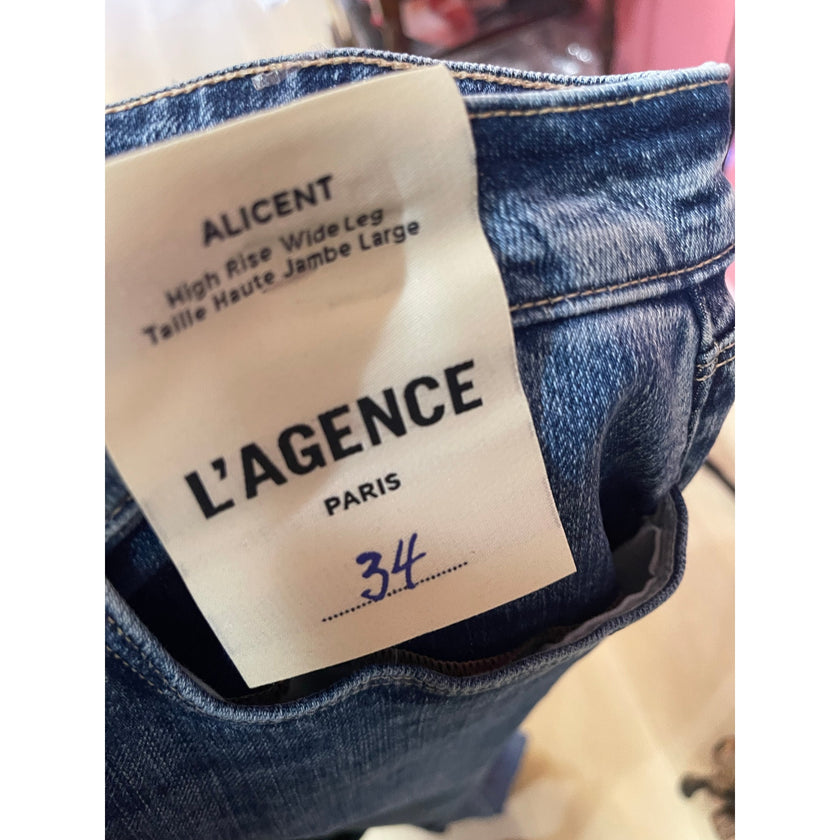 ALICENT
High Rise Wide Leg
Taille Haute Jambe Large
L'AGENCE
PARIS
34